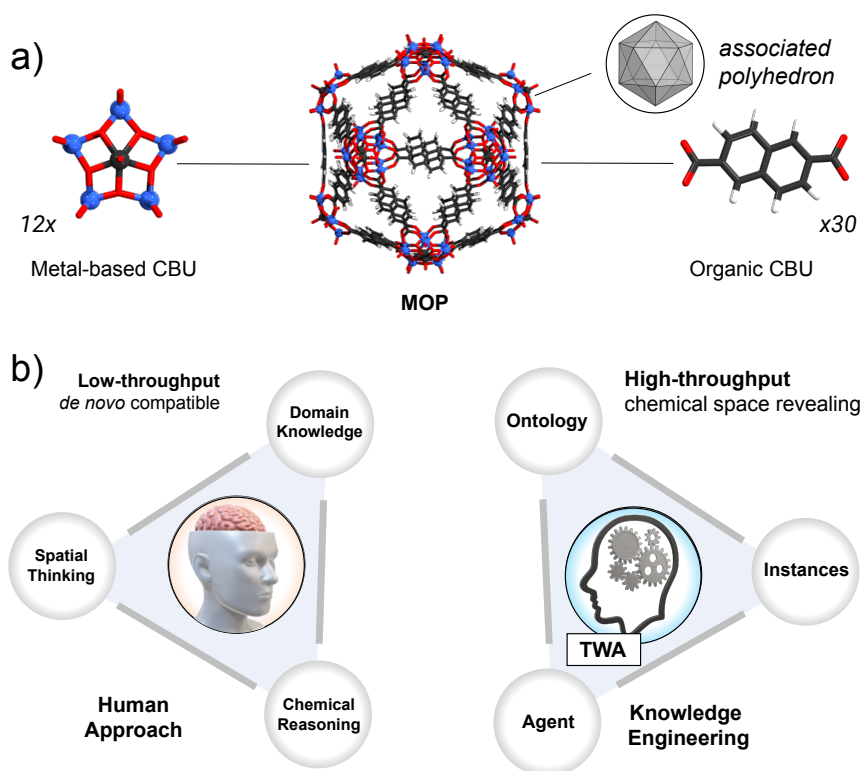 a)
associated
polyhedron
12x
x30
Metal-based CBU
Organic CBU
MOP
b)
Low-throughput
de novo compatible
Domain
Knowledge
Spatial
Thinking
Chemical
Reasoning
Human
Approach
High-throughput
chemical space revealing
Ontology
Instances
TWA
Agent
Knowledge
Engineering